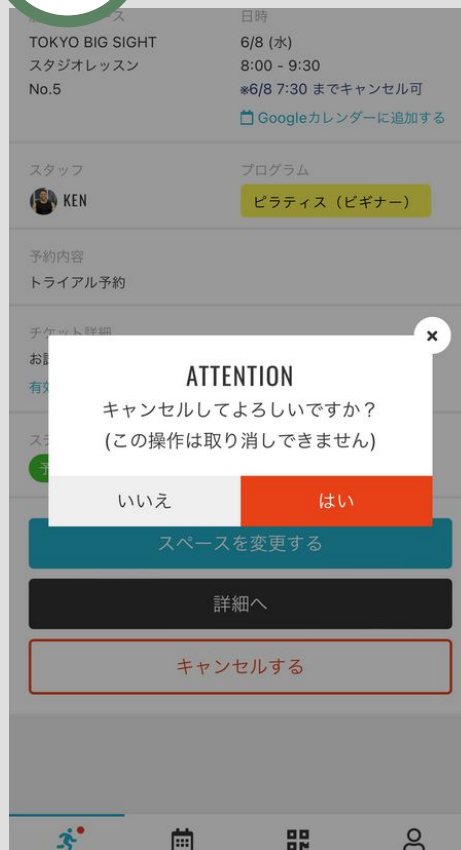 ース
TOKYO BIG SIGHT
スタジオレッスン
No.5
日時
6/8 (水)
8:00 - 9:30
※6/8 7:30 までキャンセル可
Googleカレンダーに追加する
スタッフ
KEN
プログラム
ピラティス（ビギナー）
予約内容
トライアル予約
チケット詳細
ATTENTION
キャンセルしてよろしいですか？
(この操作は取り消しできません)
いいえ
はい
スペースを変更する
詳細へ
キャンセルする